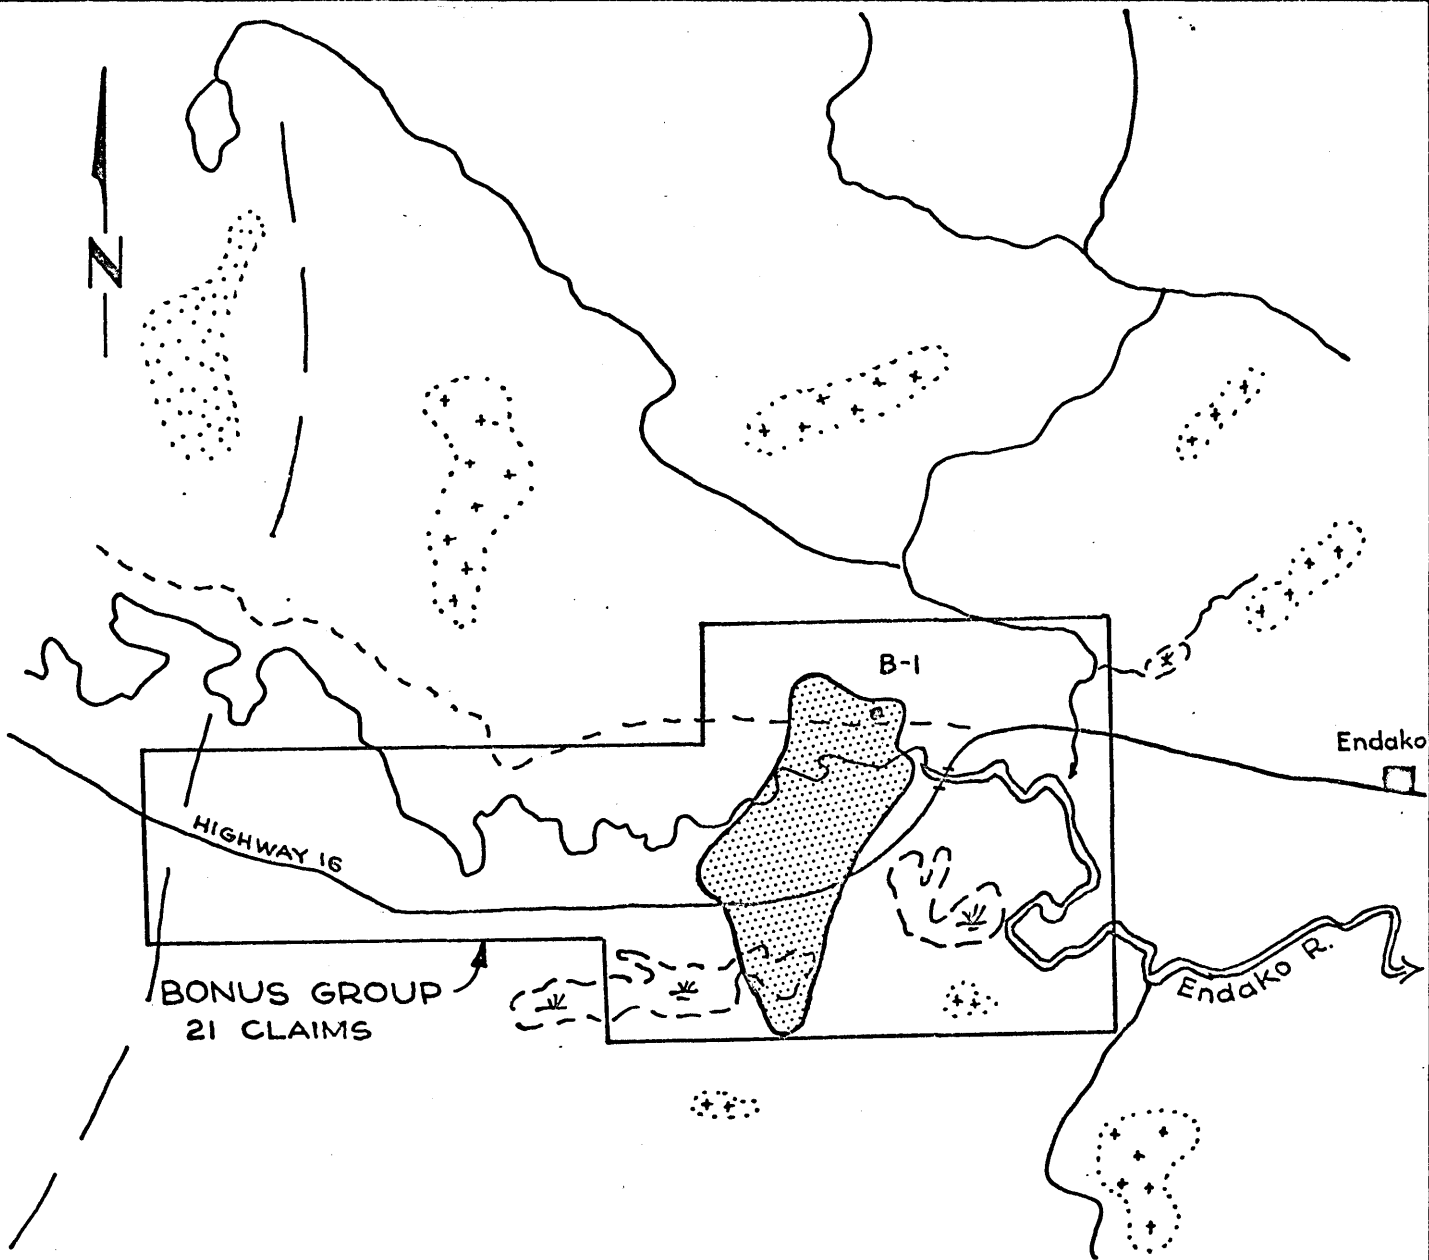 N
B-1
Endako
HIGHWAY 16
BONUS GROUP
21 CLAIMS
Endako R.